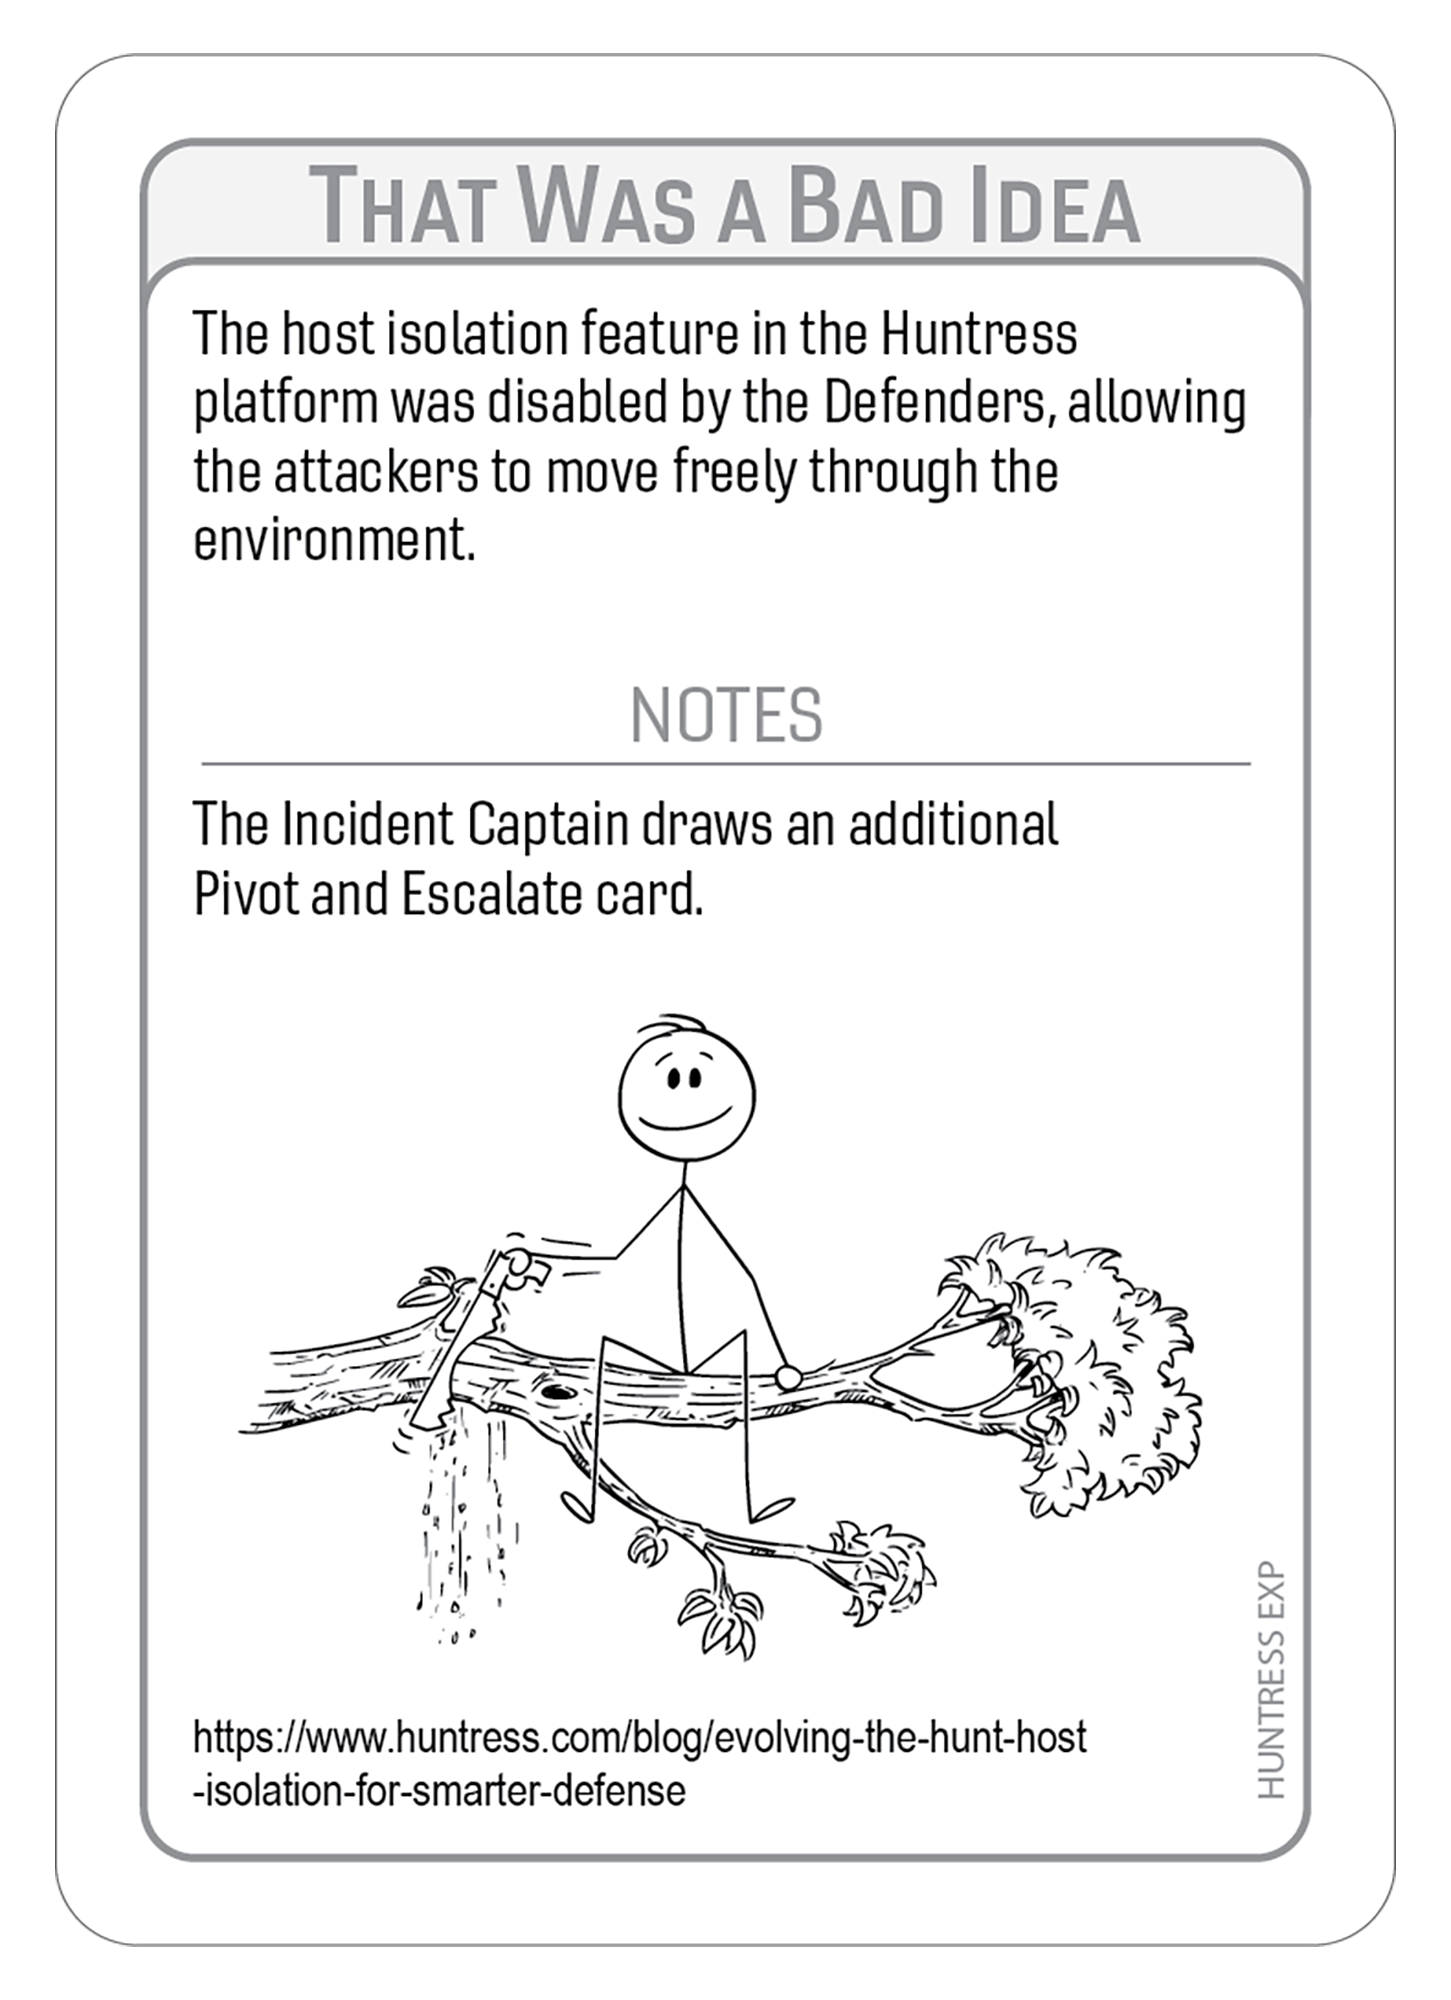 That Was a Bad Idea
The host isolation feature in the Huntress
platform was disabled by the Defenders, allowing
the attackers to move freely through the
environment.
NOTES
The Incident Captain draws an additional
Pivot and Escalate card.
https://www.huntress.com/blog/evolving-the-hunt-host
-isolation-for-smarter-defense
HUNTRESS EXP